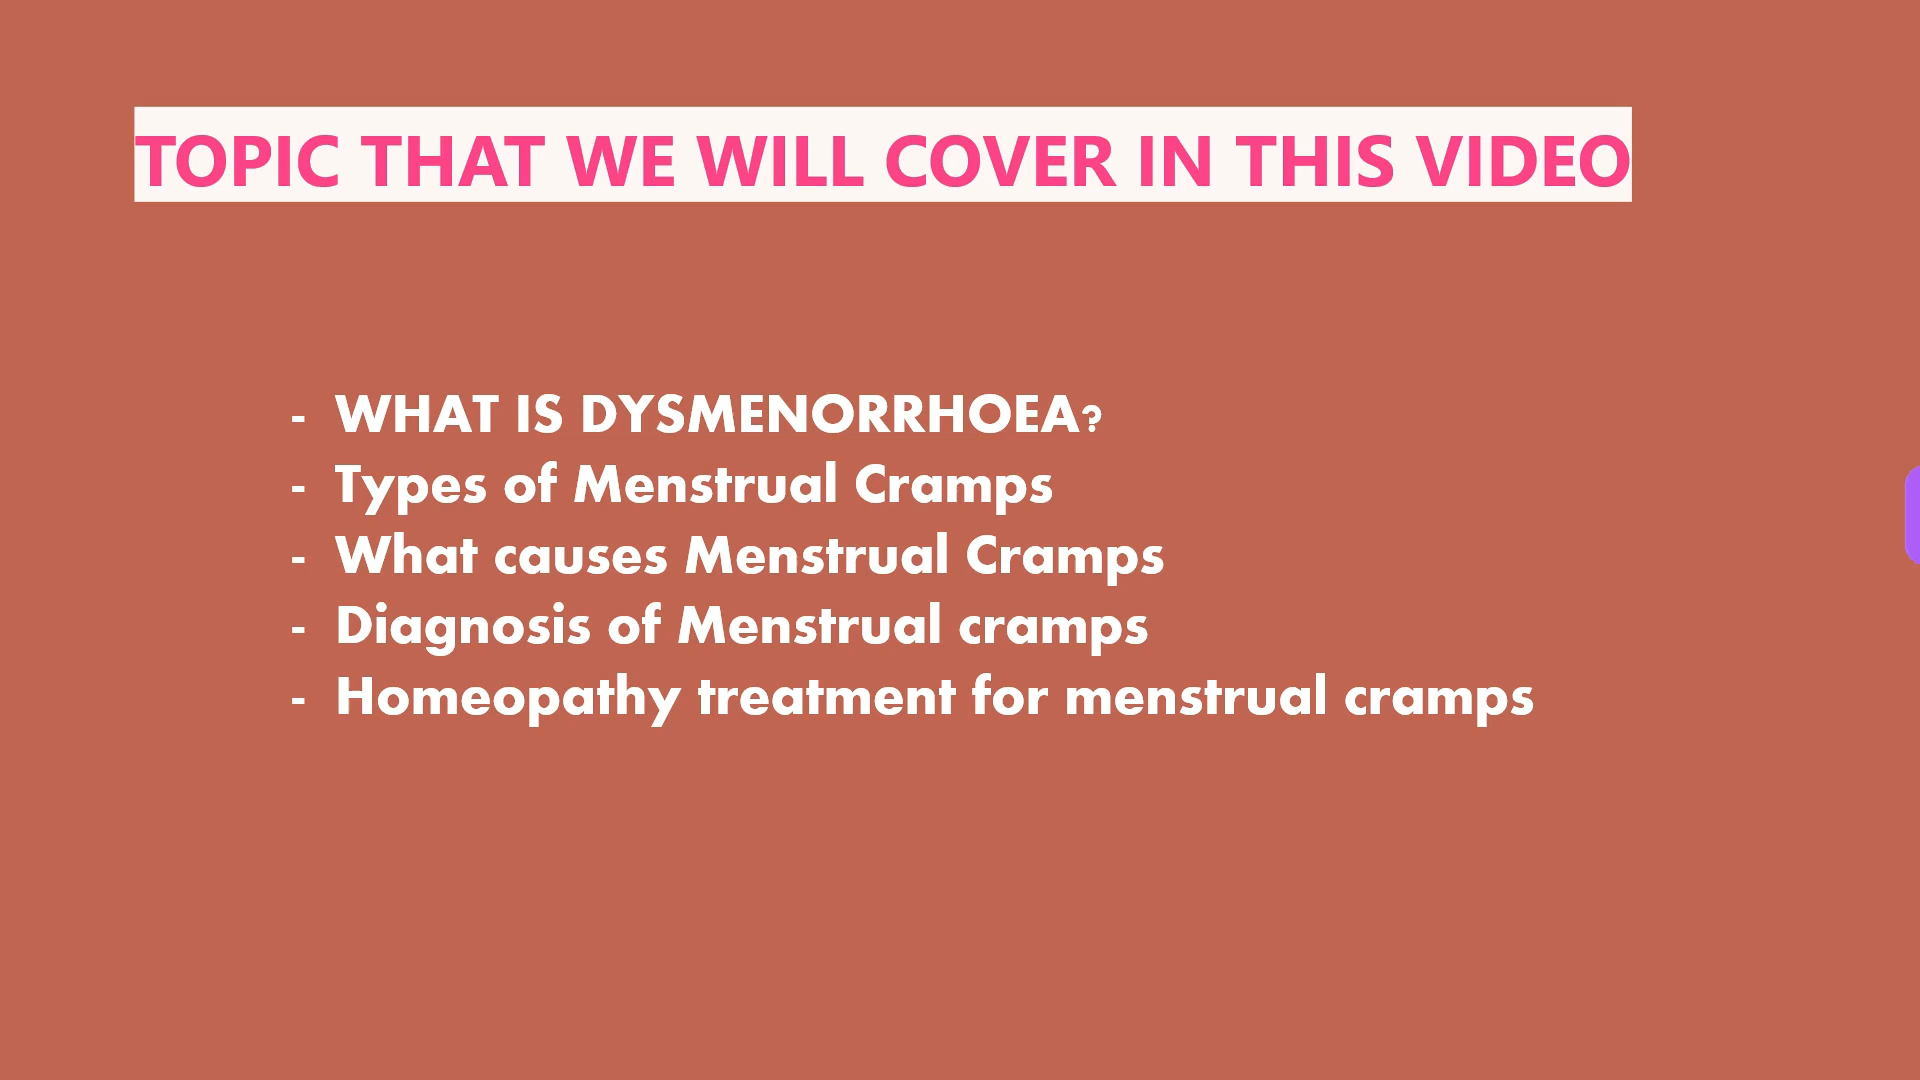 TOPIC THAT WE WILL COVER IN THIS VIDEO
- WHAT IS DYSMENORRHOEA?
- Types of Menstrual Cramps
- What causes Menstrual Cramps
- Diagnosis of Menstrual cramps
- Homeopathy treatment for menstrual cramps